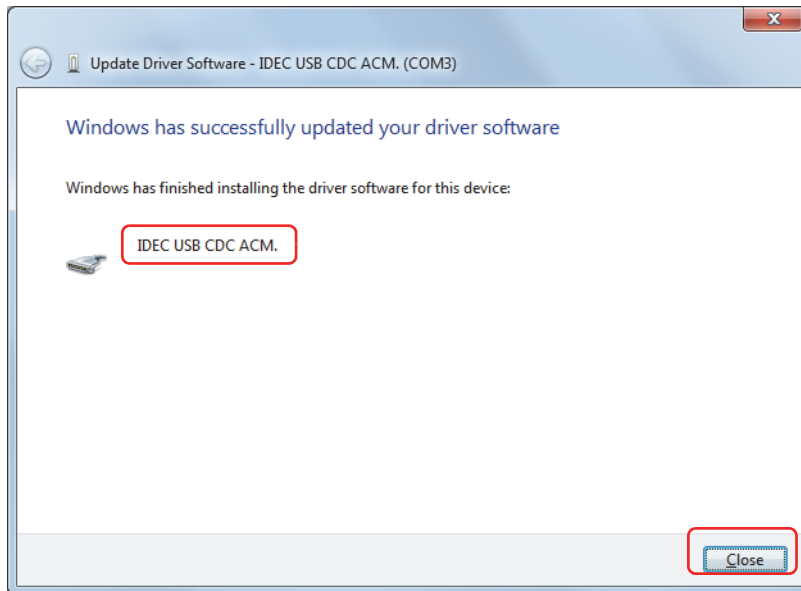 Update Driver Software - IDEC USB CDC ACM. (COM3)
Windows has successfully updated your driver software
Windows has finished installing the driver software for this device:
IDEC USB CDC ACM.
Close